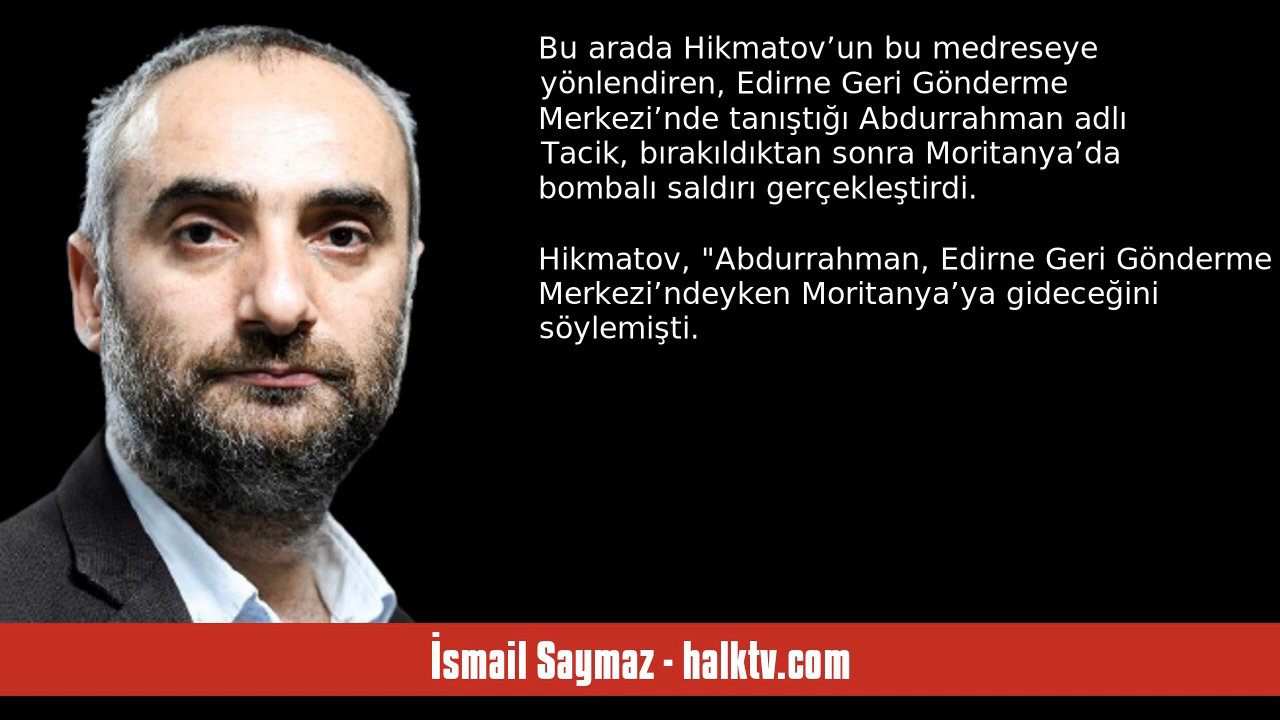 Bu arada Hikmatov’un bu medreseye
yönlendiren, Edirne Geri Gönderme
Merkezi’nde tanıştığı Abdurrahman adlı
Tacik, bırakıldıktan sonra Moritanya’da
bombalı saldırı gerçekleştirdi.
Hikmatov, "Abdurrahman, Edirne Geri Gönderme
Merkezi’ndeyken Moritanya’ya gideceğini
söylemişti.
İsmail Saymaz - halktv.com